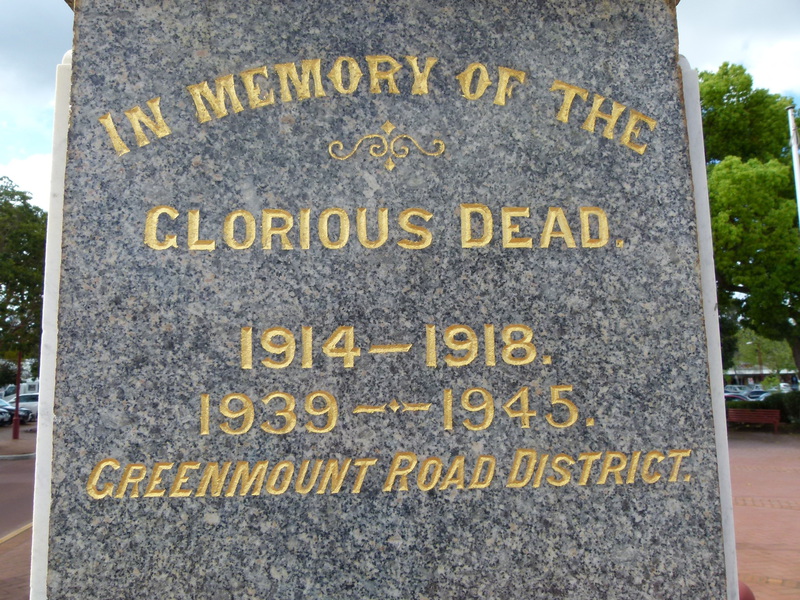 IN MEMORY OF THE
GLORIOUS DEAD.
1914—1918.
1939—1945.
GREENMOUNT ROAD DISTRICT.